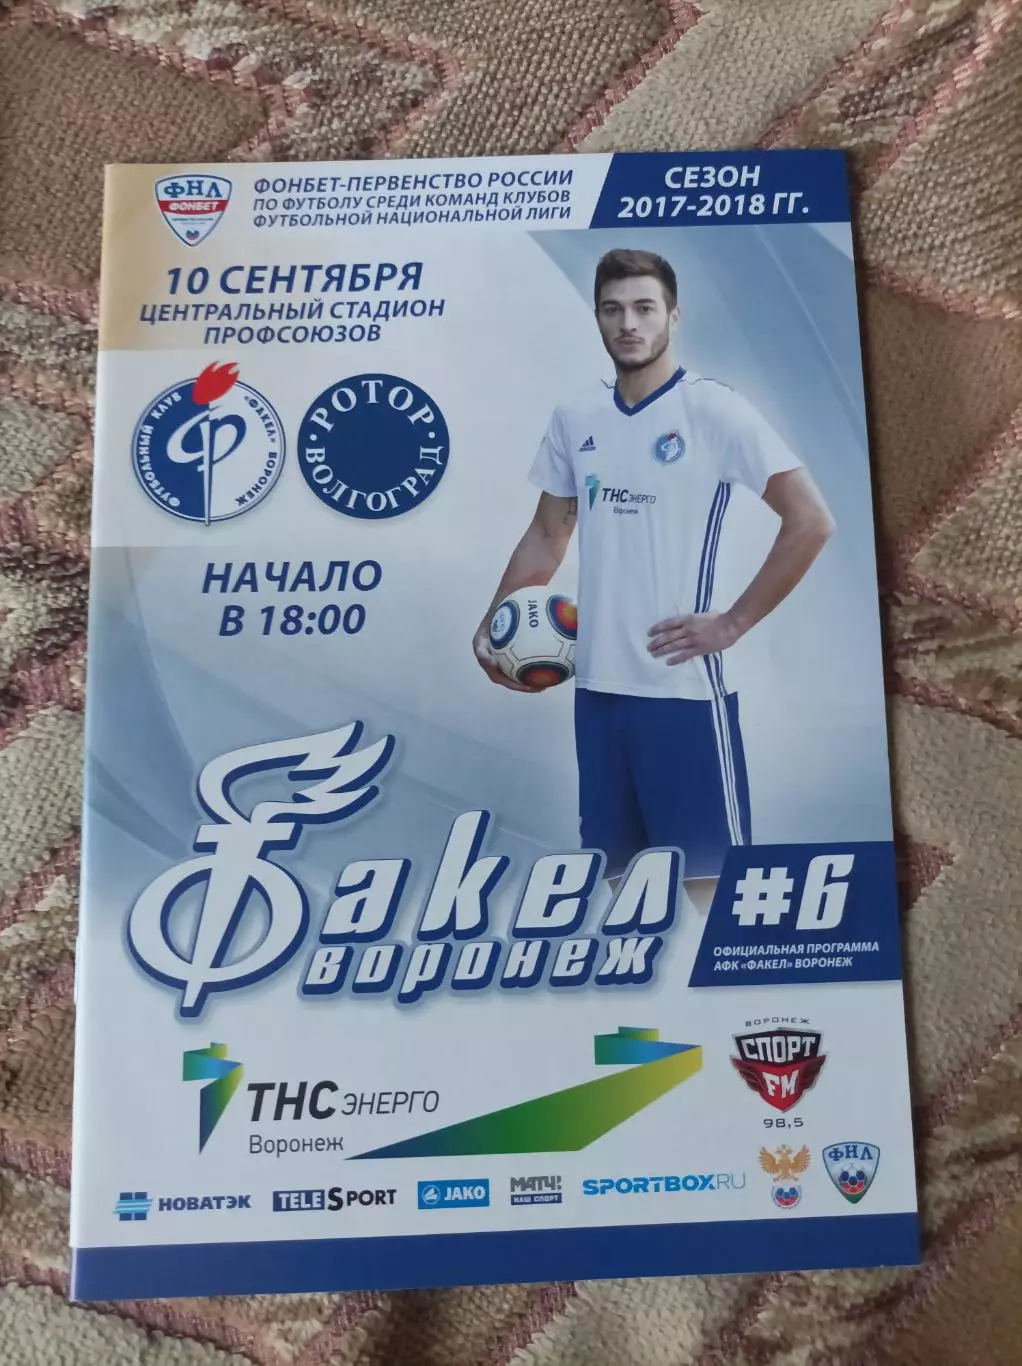 ФНЛ
ФОНБЕТ
ФОНБЕТ-ПЕРВЕНСТВО РОССИИ
ПО ФУТБОЛУ СРЕДИ КОМАНД КЛУБОВ
ФУТБОЛЬНОЙ НАЦИОНАЛЬНОЙ ЛИГИ
СЕЗОН
2017-2018 ГГ.
10 СЕНТЯБРЯ
ЦЕНТРАЛЬНЫЙ СТАДИОН
ПРОФСОЮЗОВ
ФУТБОЛЬНЫЙ КЛУБ «ФАКЕЛ» ВОРОНЕЖ
РОТОР · ВОЛГОГРАД ·
adidas
ТНС ЭНЕРГО
Воронеж
JAKO
НАЧАЛО
В 18:00
Факел
Воронеж
#6
ОФИЦИАЛЬНАЯ ПРОГРАММА
АФК «ФАКЕЛ» ВОРОНЕЖ
ТНС ЭНЕРГО
Воронеж
ВОРОНЕЖ
СПОРТ
FM
98,5
НОВАТЭК
TELESPORT
JAKO
МАТЧ!
НАШ СПОРТ
SPORTBOX.RU
ФНЛ